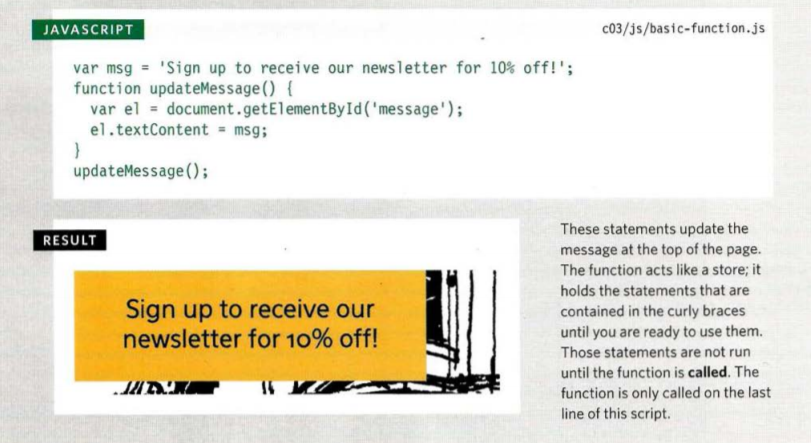 JAVASCRIPT
c03/js/basic-function.js
var msg = 'Sign up to receive our newsletter for 10% off!';
function updateMessage() {
  var el = document.getElementById('message');
  el.textContent = msg;
}
updateMessage();
RESULT
Sign up to receive our
newsletter for 10% off!
These statements update the
message at the top of the page.
The function acts like a store; it
holds the statements that are
contained in the curly braces
until you are ready to use them.
Those statements are not run
until the function is called. The
function is only called on the last
line of this script.